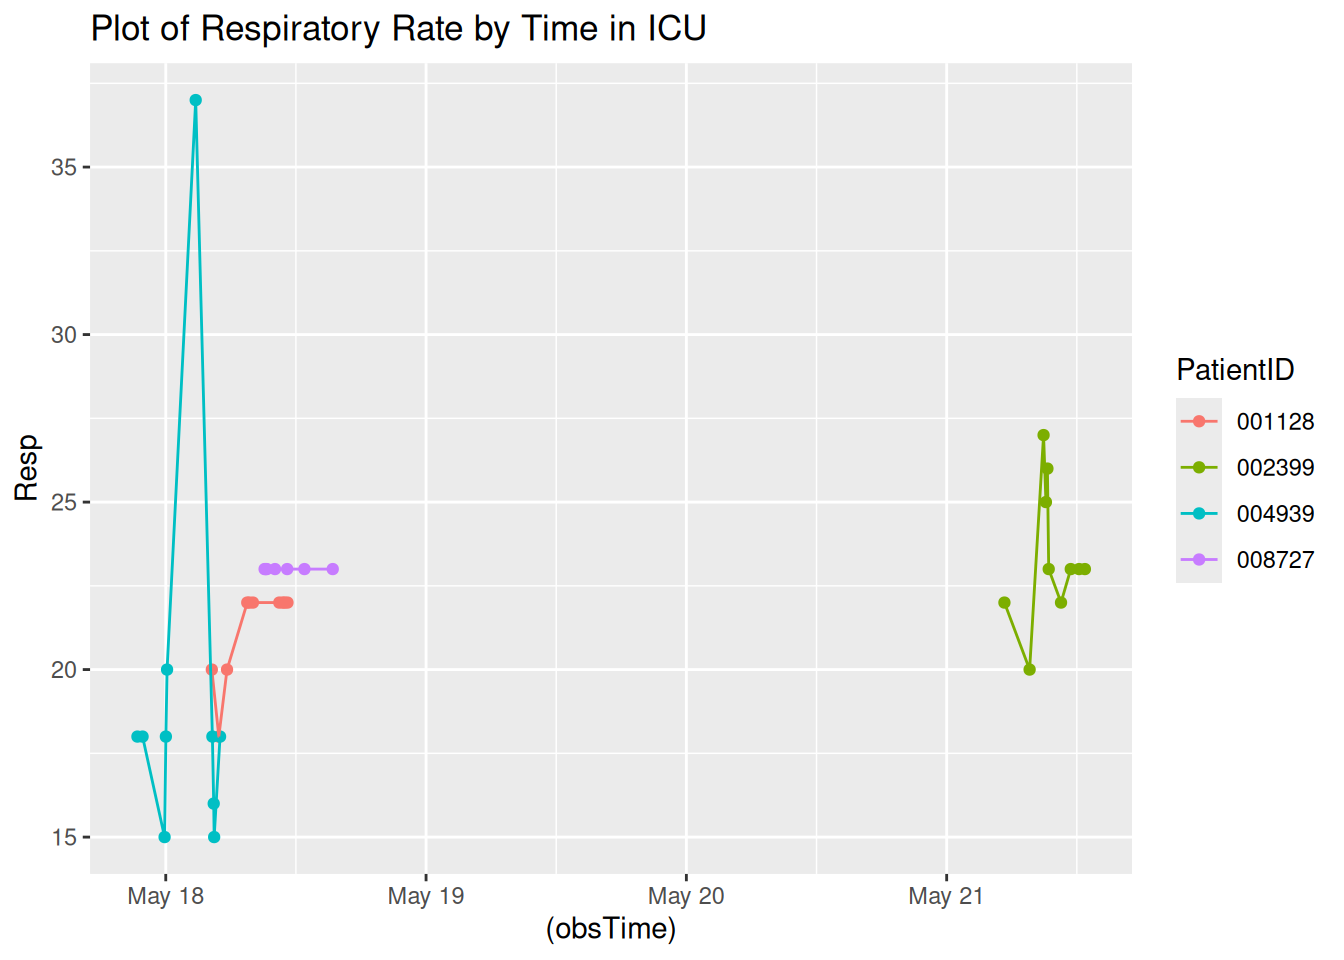 Plot of Respiratory Rate by Time in ICU
35
30
25
20
15
Resp
May 18
May 19
May 20
May 21
(obsTime)
PatientID
001128
002399
004939
008727